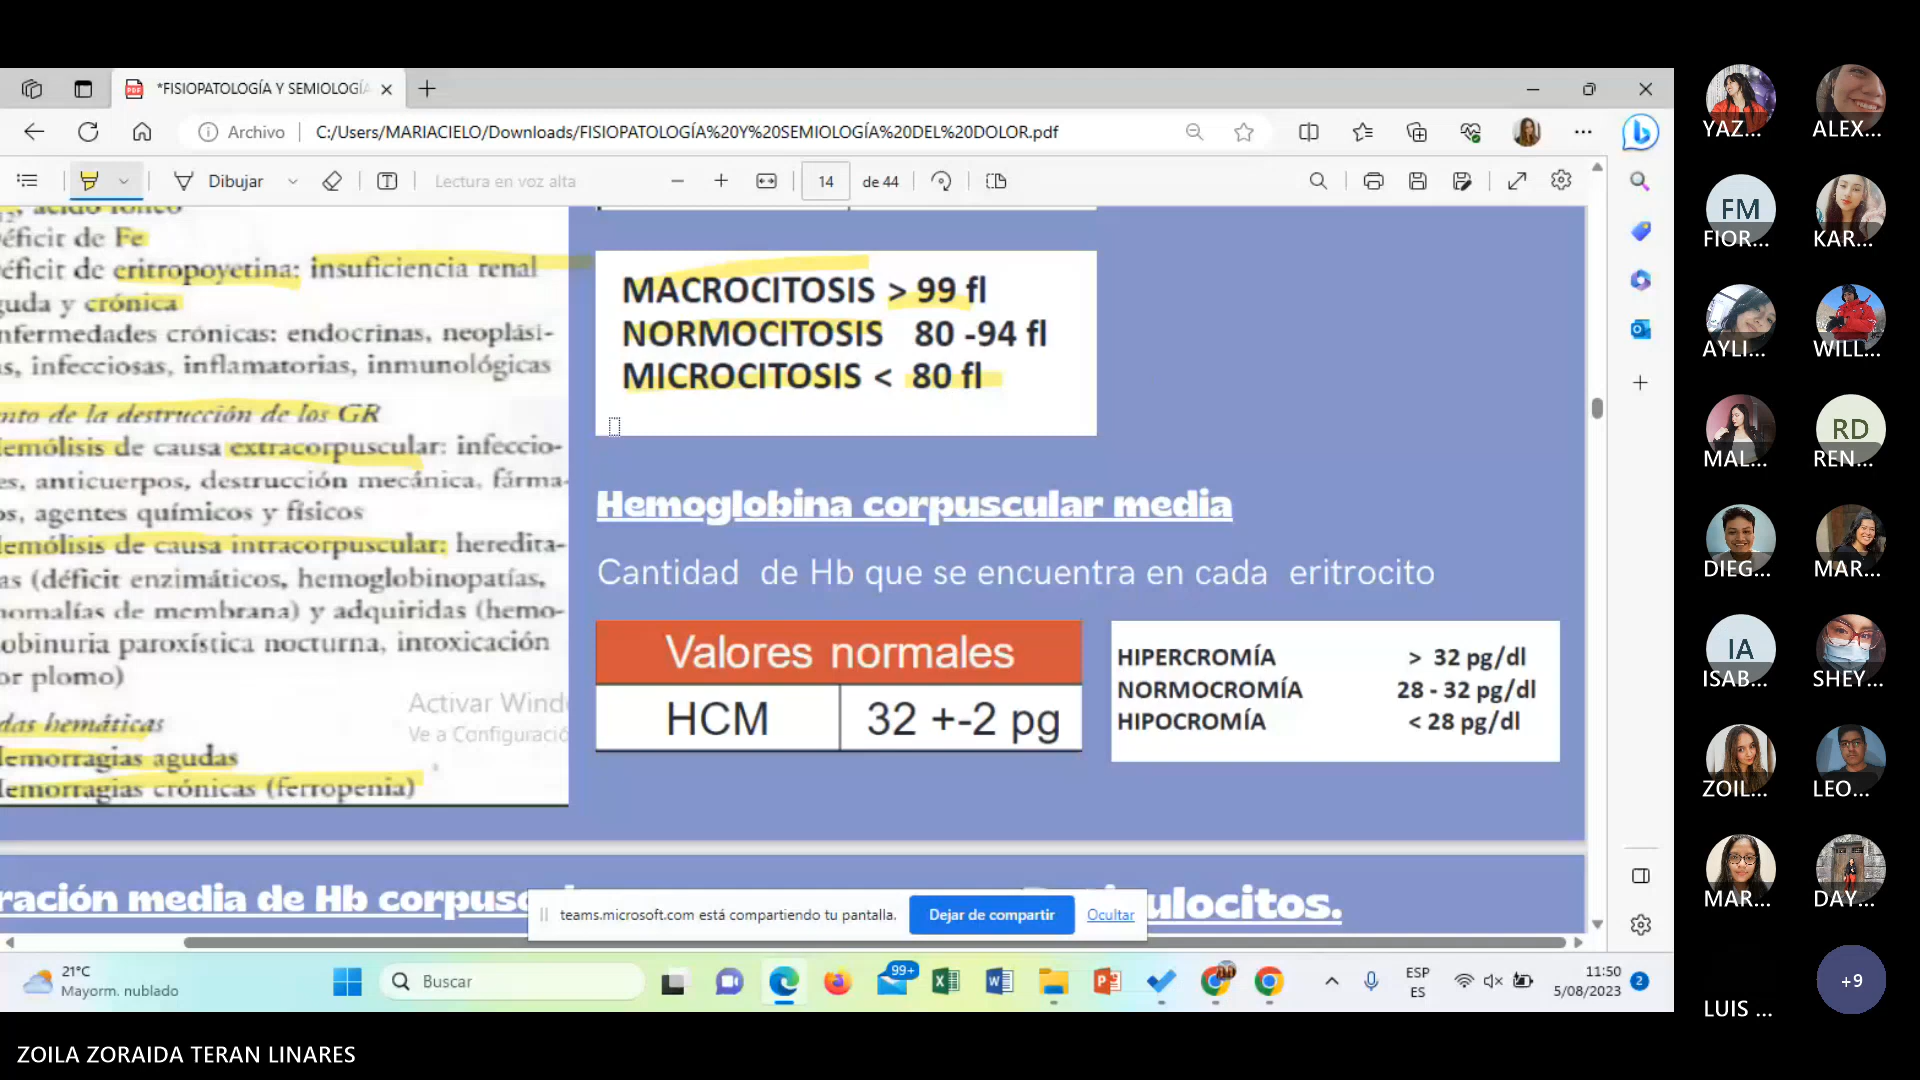 *FISIOPATOLOGÍA Y SEMIOLOGÍA
Archivo
C:/Users/MARIACIELO/Downloads/FISIOPATOLOGÍA%20Y%20SEMIOLOGÍA%20DEL%20DOLOR.pdf
Dibujar
Lectura en voz alta
14
de 44
ácido fólico
éficit de Fe
éficit de eritropoyetina: insuficiencia renal
guda y crónica
nfermedades crónicas: endocrinas, neoplási-
s, infecciosas, inflamatorias, inmunológicas
nto de la destrucción de los GR
emólisis de causa extracorpuscular: infeccio-
es, anticuerpos, destrucción mecánica, fárma-
os, agentes químicos y físicos
emólisis de causa intracorpuscular: heredita-
as (déficit enzimáticos, hemoglobinopatías,
nomalías de membrana) y adquiridas (hemo-
obinuria paroxística nocturna, intoxicación
or plomo)
das hemáticas
emorragias agudas
emorragias crónicas (ferropenia)
Activar Wind
Ve a Configuració
MACROCITOSIS > 99 fl
NORMOCITOSIS 80 -94 fl
MICROCITOSIS < 80 fl
Hemoglobina corpuscular media
Cantidad de Hb que se encuentra en cada eritrocito
Valores normales
HCM 32 +-2 pg
HIPERCROMÍA > 32 pg/dl
NORMOCROMÍA 28 - 32 pg/dl
HIPOCROMÍA < 28 pg/dl
ración media de Hb corpusc
ulocitos.
teams.microsoft.com está compartiendo tu pantalla.
Dejar de compartir
Ocultar
21°C
Mayorm. nublado
Buscar
99+
ESP
ES
11:50
5/08/2023
2
YAZ...
ALEX...
FM
FIOR...
KAR...
AYLI...
WILL...
MAL...
RD
REN...
DIEG...
MAR...
IA
ISAB...
SHEY...
ZOIL...
LEO...
MAR...
DAY...
LUIS ...
+9
ZOILA ZORAIDA TERAN LINARES